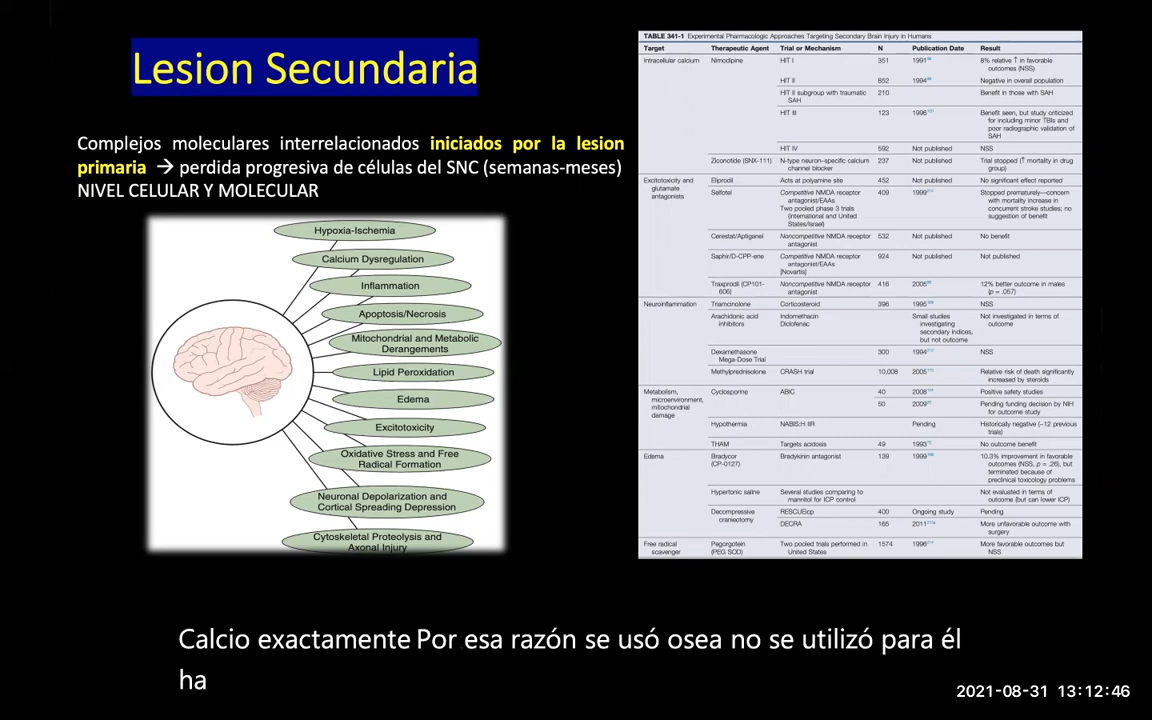 Lesion Secundaria
Complejos moleculares interrelacionados iniciados por la lesion
primaria → perdida progresiva de células del SNC (semanas-meses)
NIVEL CELULAR Y MOLECULAR
Hypoxia-Ischemia
Calcium Dysregulation
Inflammation
Apoptosis/Necrosis
Mitochondrial and Metabolic
Derangements
Lipid Peroxidation
Edema
Excitotoxicity
Oxidative Stress and Free
Radical Formation
Neuronal Depolarization and
Cortical Spreading Depression
Cytoskeletal Proteolysis and
Axonal Injury
TABLE 341-1 Experimental Pharmacologic Approaches Targeting Secondary Brain Injury in Humans
Target Therapeutic Agent Trial or Mechanism N Publication Date Result
Intracellular calcium Nimodipine HIT I 351 1991 8% relative ↑ in favorable
outcomes (NSS)
HIT II 852 1994 Negative in overall population
HIT II subgroup with traumatic 210 Benefit in those with SAH
SAH
HIT III 123 1996 Benefit seen, but study criticized
for including minor TBIs and
poor radiographic validation of
SAH
HIT IV 592 Not published NSS
Ziconotide (SNX-111) N-type neuron–specific calcium 237 Not published Trial stopped (↑ mortality in drug
channel blocker group)
Excitotoxicity and Eliprodil Acts at polyamine site 452 Not published No significant effect reported
glutamate
antagonists
Selfotel Competitive NMDA receptor 409 1999 Stopped prematurely—concern
antagonist/EAAs with mortality increase in
Two pooled phase 3 trials concurrent stroke studies; no
(international and United suggestion of benefit
States/Israel)
Cerestat/Aptiganel Noncompetitive NMDA receptor 532 Not published No benefit
antagonist
Saphir/D-CPP-ene Competitive NMDA receptor 924 Not published Not published
antagonist/EAAs
[Novartis]
Traxprodil (CP101- Noncompetitive NMDA receptor 416 2005 12% better outcome in males
606) antagonist (p = .057)
Neuroinflammation Triamcinolone Corticosteroid 396 1995 NSS
Arachidonic acid Indomethacin Small studies Not investigated in terms of
inhibitors Diclofenac investigating outcome
secondary indices,
but not outcome
Dexamethasone 300 1994 NSS
Mega-Dose Trial
Methylprednisolone CRASH trial 10,008 2005 Relative risk of death significantly
increased by steroids
Metabolism, Cyclosporine ABIC 40 2008 Positive safety studies
microenvironment,
mitochondrial 50 2009 Pending funding decision by NIH
damage for outcome study
Hypothermia NABIS:H IIR Pending Historically negative (~12 previous
trials)
THAM Targets acidosis 49 1993 No outcome benefit
Edema Bradycor Bradykinin antagonist 139 1999 10.3% improvement in favorable
(CP-0127) outcomes (NSS, p = .26), but
terminated because of
preclinical toxicology problems
Hypertonic saline Several studies comparing to Not evaluated in terms of
mannitol for ICP control outcome (but can lower ICP)
Decompressive RESCUEicp 400 Ongoing study Pending
craniectomy
DECRA 165 2011 More unfavorable outcome with
surgery
Free radical Pegorgotein Two pooled trials performed in 1574 1996 More favorable outcomes but
scavenger (PEG SOD) United States NSS
Calcio exactamente Por esa razón se usó osea no se utilizó para él
ha
2021-08-31 13:12:46